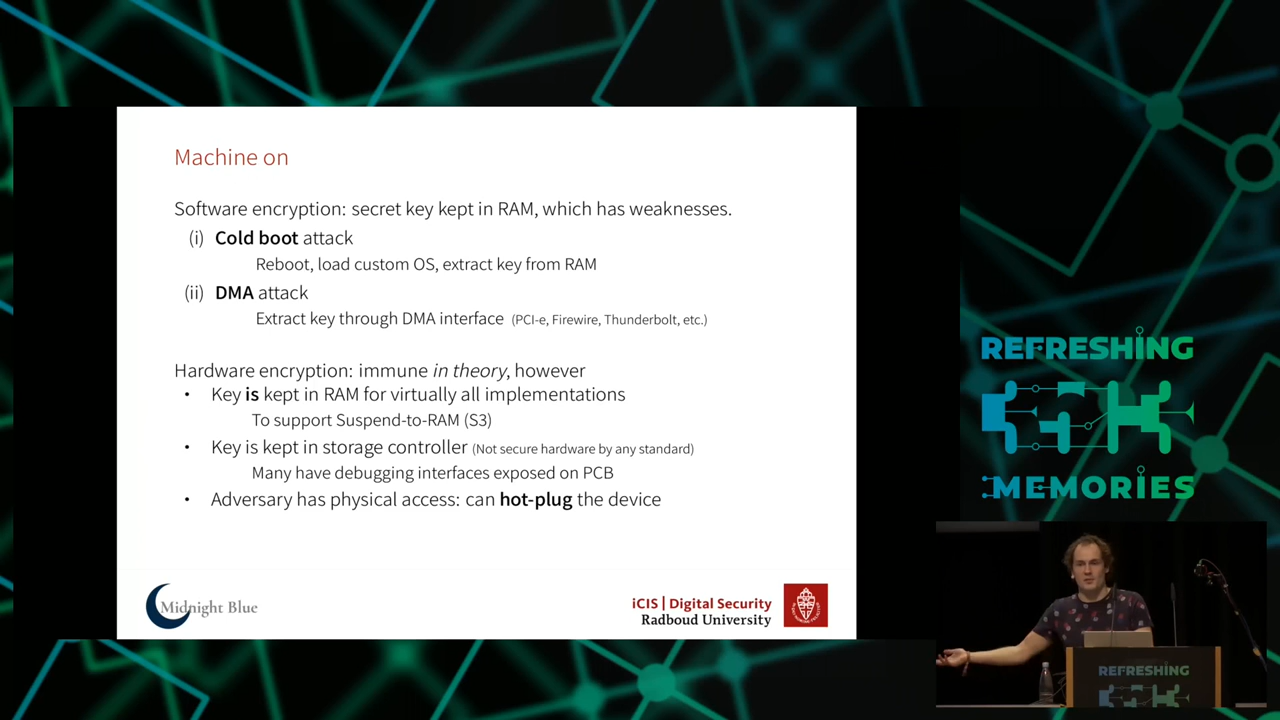 Machine on
Software encryption: secret key kept in RAM, which has weaknesses.
(i) Cold boot attack
Reboot, load custom OS, extract key from RAM
(ii) DMA attack
Extract key through DMA interface (PCI-e, Firewire, Thunderbolt, etc.)
Hardware encryption: immune in theory, however
• Key is kept in RAM for virtually all implementations
To support Suspend-to-RAM (S3)
• Key is kept in storage controller (Not secure hardware by any standard)
Many have debugging interfaces exposed on PCB
• Adversary has physical access: can hot-plug the device
Midnight Blue
iCIS | Digital Security
Radboud University
REFRESHING
35C3
MEMORIES
REFRESHING